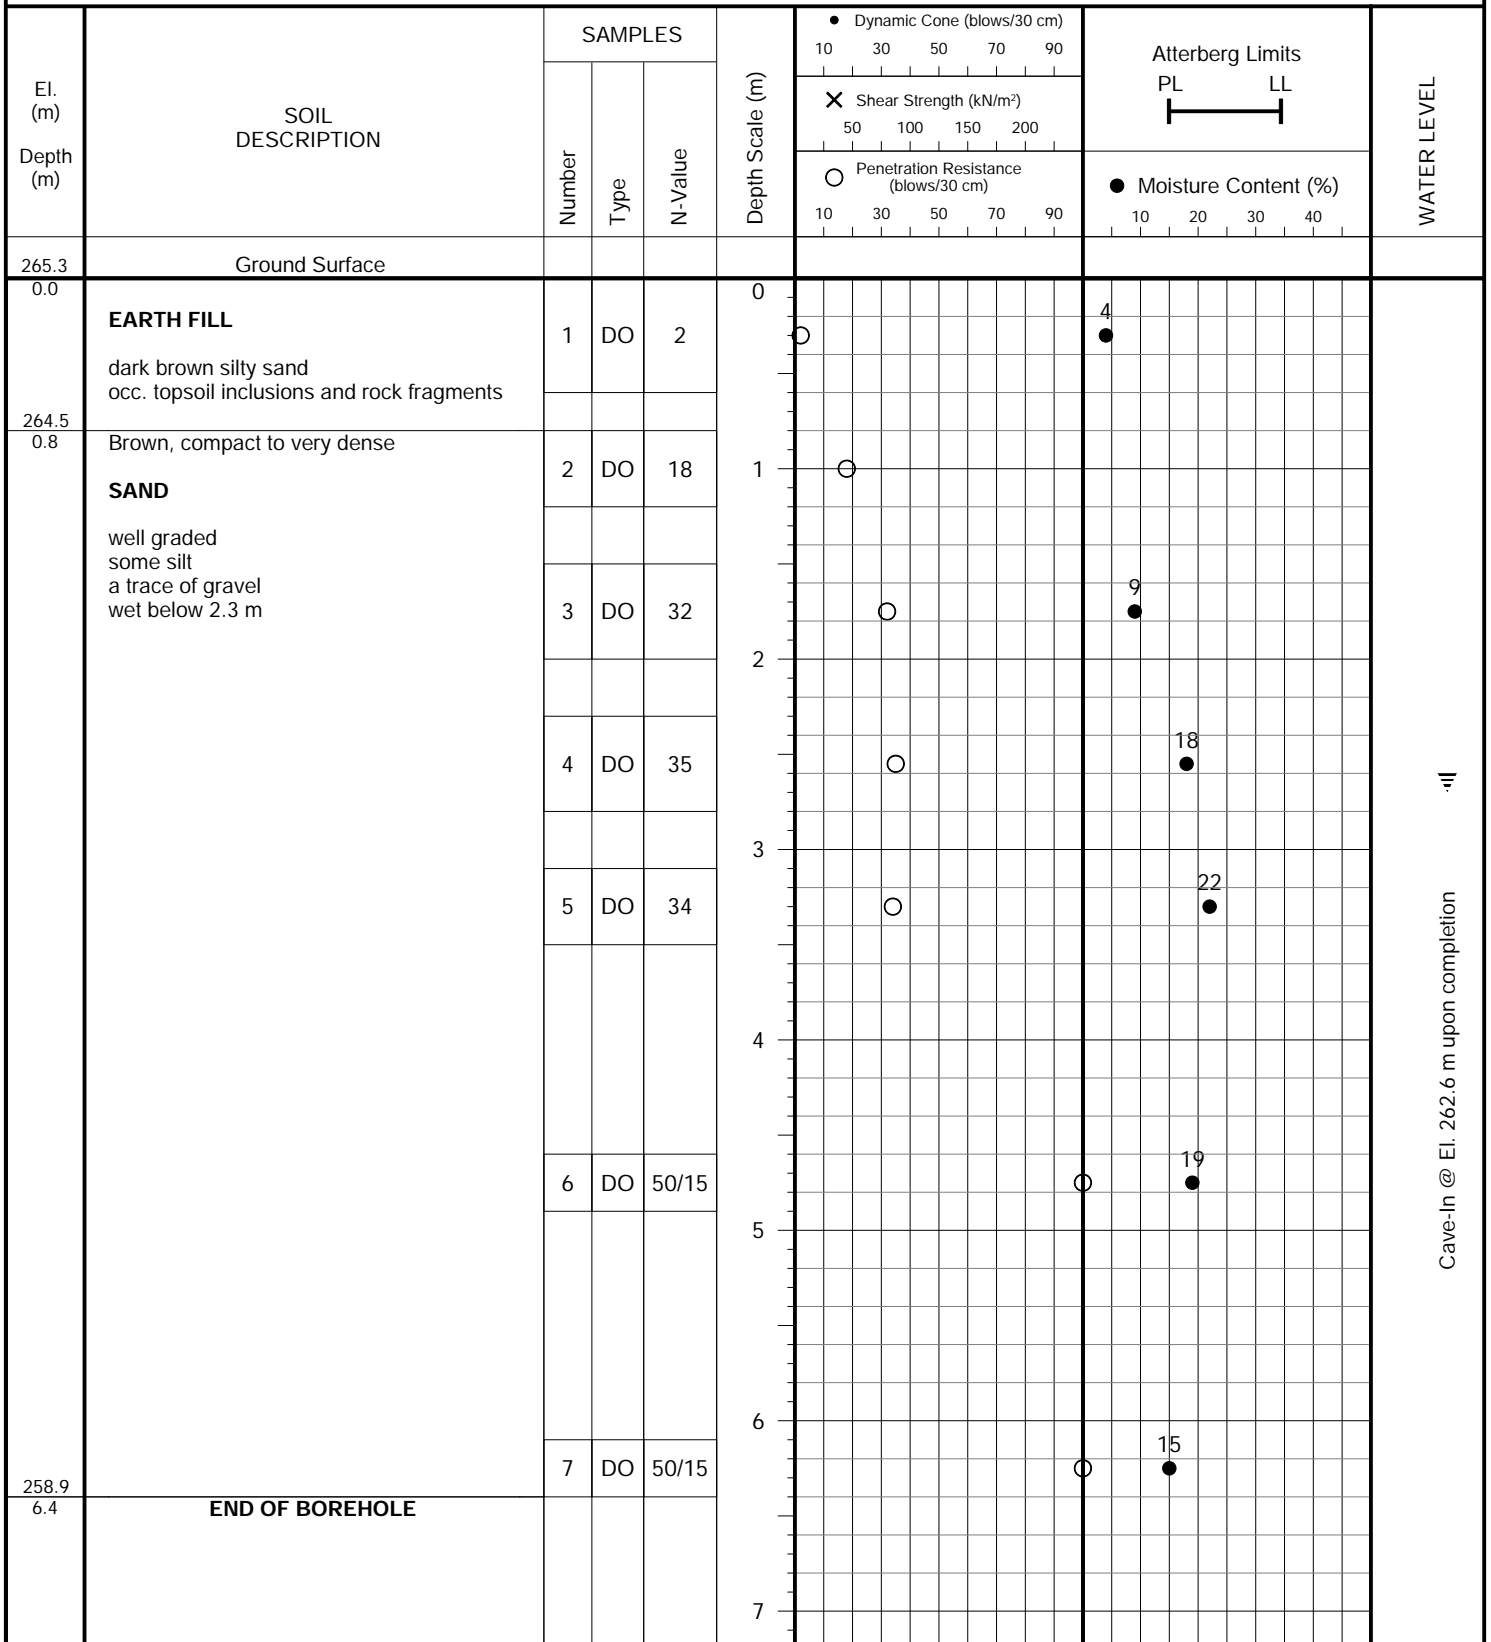 El.
(m)
Depth
(m)
SOIL
DESCRIPTION
SAMPLES
Number
Type
N-Value
Depth Scale (m)
Dynamic Cone (blows/30 cm)
10 30 50 70 90
Shear Strength (kN/m²)
50 100 150 200
Penetration Resistance
(blows/30 cm)
10 30 50 70 90
Atterberg Limits
PL LL
Moisture Content (%)
10 20 30 40
WATER LEVEL
265.3 Ground Surface
0.0
0
EARTH FILL
dark brown silty sand
occ. topsoil inclusions and rock fragments
1 DO 2
4
264.5
0.8 Brown, compact to very dense
SAND
well graded
some silt
a trace of gravel
wet below 2.3 m
2 DO 18
1
3 DO 32
9
2
4 DO 35
18
3
5 DO 34
22
4
6 DO 50/15
19
5
6
7 DO 50/15
15
258.9
6.4 END OF BOREHOLE
7
Cave-In @ El. 262.6 m upon completion